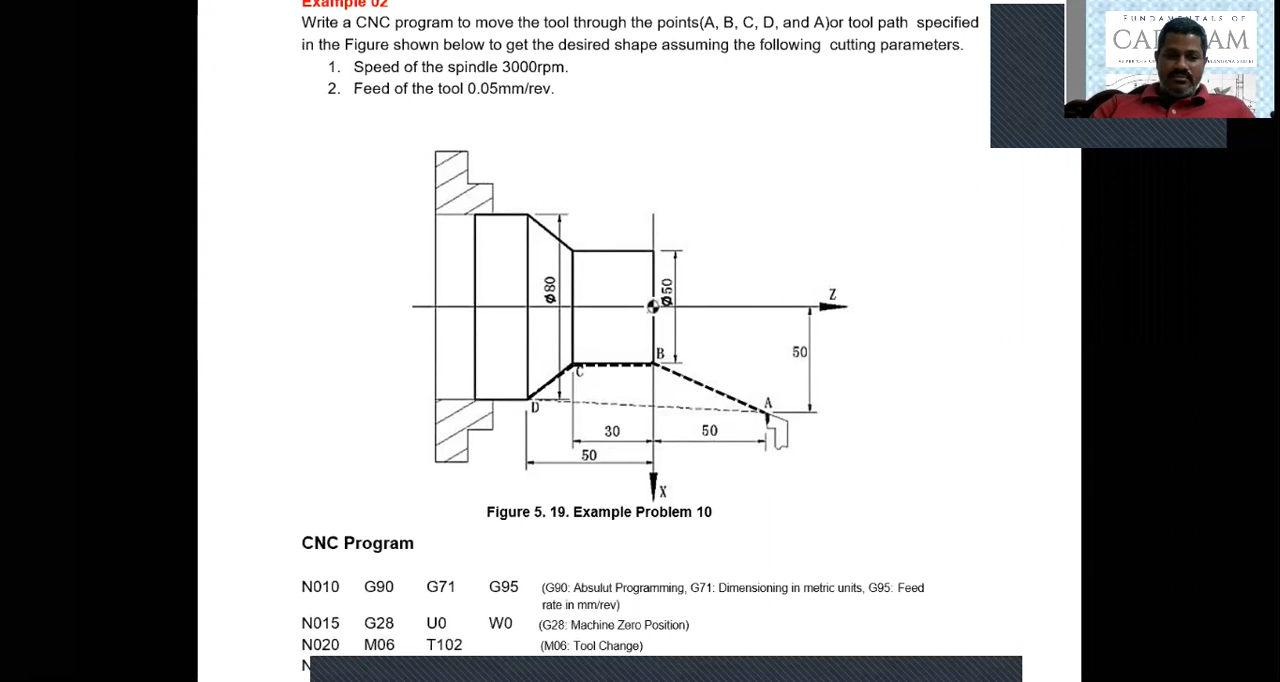 Example 02
Write a CNC program to move the tool through the points(A, B, C, D, and A)or tool path specified
in the Figure shown below to get the desired shape assuming the following cutting parameters.
1. Speed of the spindle 3000rpm.
2. Feed of the tool 0.05mm/rev.
FUNDAMENTALS OF
Ø80
Ø50
Z
50
B
C
A
D
30
50
50
X
Figure 5. 19. Example Problem 10
CNC Program
N010 G90 G71 G95 (G90: Absulut Programming, G71: Dimensioning in metric units, G95: Feed
rate in mm/rev)
N015 G28 U0 W0 (G28: Machine Zero Position)
N020 M06 T102 (M06: Tool Change)